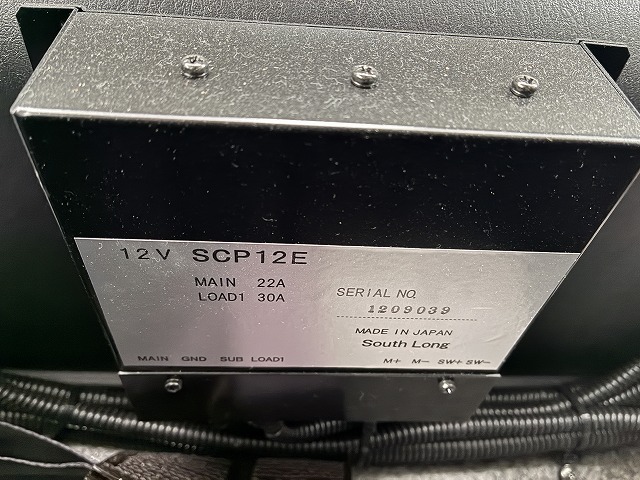 12V SCP12E
MAIN 22A
LOAD1 30A
SERIAL NO.
1209039
MADE IN JAPAN
South Long
MAIN GND SUB LOAD1
M+ M- SW+ SW-